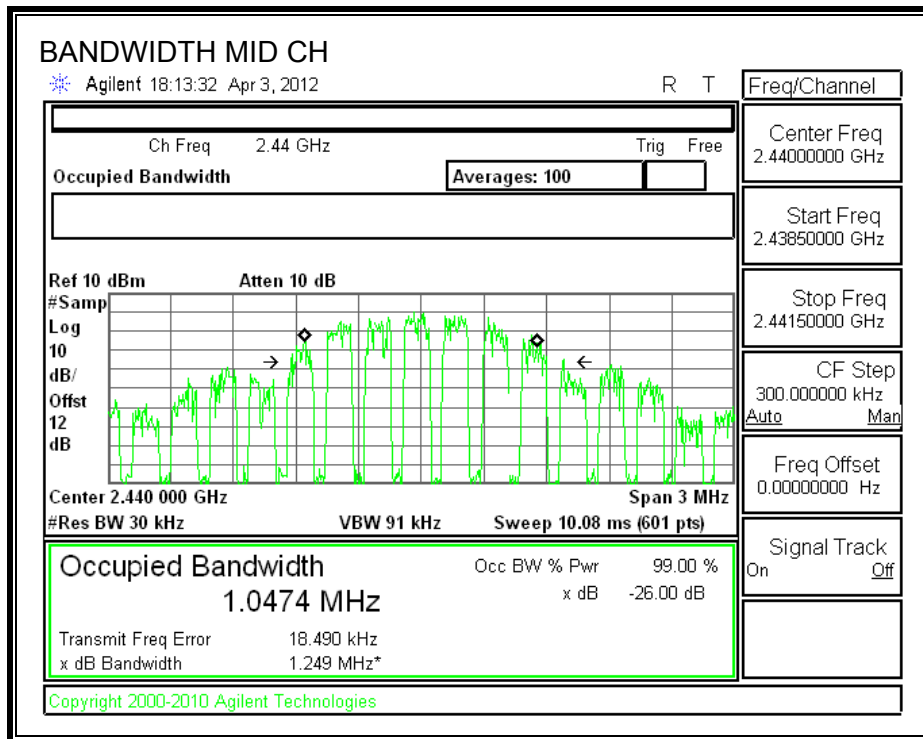 BANDWIDTH MID CH
Agilent 18:13:32 Apr 3, 2012 R T
Freq/Channel
Ch Freq 2.44 GHz Trig Free
Occupied Bandwidth Averages: 100
Ref 10 dBm Atten 10 dB
#Samp
Log
10
dB/
Offst
12
dB
Center 2.440 000 GHz Span 3 MHz
#Res BW 30 kHz VBW 91 kHz Sweep 10.08 ms (601 pts)
Occupied Bandwidth Occ BW % Pwr 99.00 %
1.0474 MHz x dB -26.00 dB
Transmit Freq Error 18.490 kHz
x dB Bandwidth 1.249 MHz*
Copyright 2000-2010 Agilent Technologies
Center Freq
2.44000000 GHz
Start Freq
2.43850000 GHz
Stop Freq
2.44150000 GHz
CF Step
300.000000 kHz
Auto Man
Freq Offset
0.00000000 Hz
Signal Track
On Off